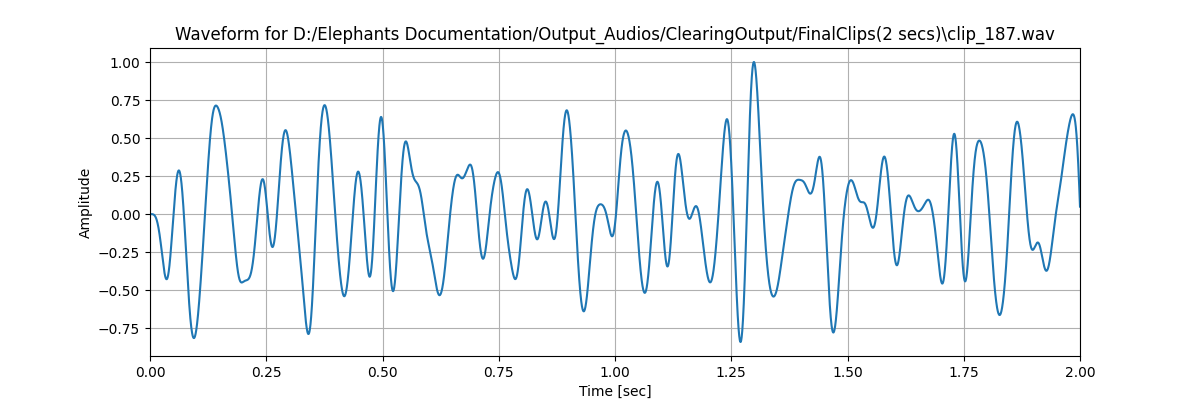 Waveform for D:/Elephants Documentation/Output_Audios/ClearingOutput/FinalClips(2 secs)\clip_187.wav
1.00
0.75
0.50
0.25
0.00
−0.25
−0.50
−0.75
Amplitude
0.00 0.25 0.50 0.75 1.00 1.25 1.50 1.75 2.00
Time [sec]